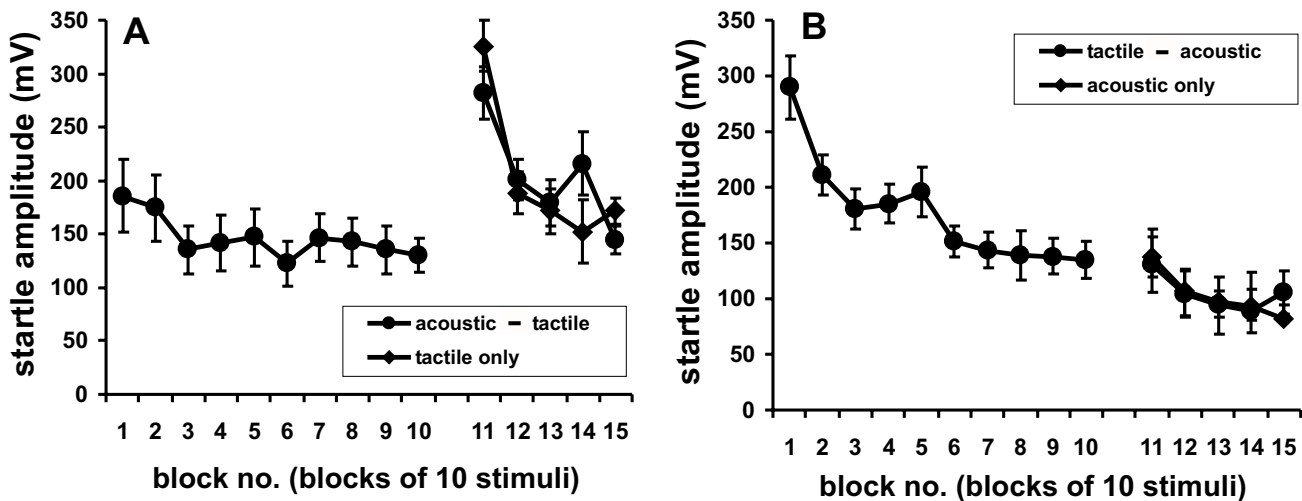 A
startle amplitude (mV)
350
300
250
200
150
100
50
0
acoustic – tactile
tactile only
1 2 3 4 5 6 7 8 9 10 11 12 13 14 15
block no. (blocks of 10 stimuli)
B
startle amplitude (mV)
350
300
250
200
150
100
50
0
tactile – acoustic
acoustic only
1 2 3 4 5 6 7 8 9 10 11 12 13 14 15
block no. (blocks of 10 stimuli)